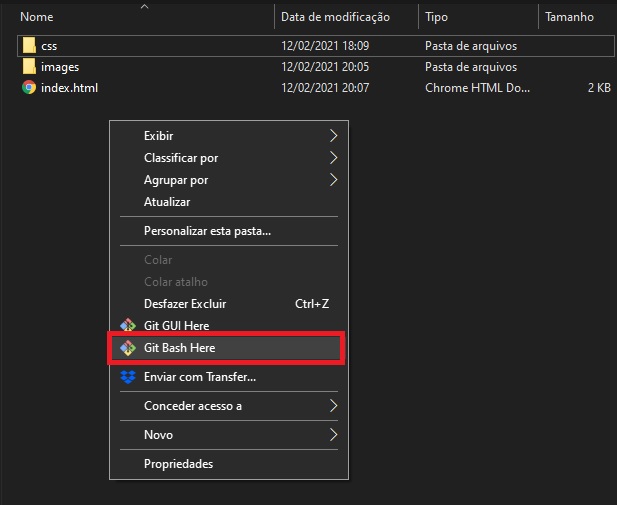 Nome Data de modificação Tipo Tamanho
css 12/02/2021 18:09 Pasta de arquivos
images 12/02/2021 20:05 Pasta de arquivos
index.html 12/02/2021 20:07 Chrome HTML Do... 2 KB
Exibir
Classificar por
Agrupar por
Atualizar
Personalizar esta pasta...
Colar
Colar atalho
Desfazer Excluir Ctrl+Z
Git GUI Here
Git Bash Here
Enviar com Transfer...
Conceder acesso a
Novo
Propriedades